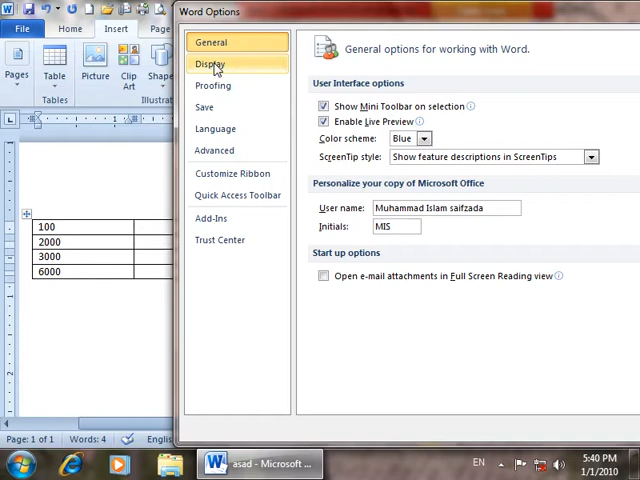 Word Options
File Home Insert Page
Pages Table Picture Clip Art Shape
Tables Illustra
General
Display
Proofing
Save
Language
Advanced
Customize Ribbon
Quick Access Toolbar
Add-Ins
Trust Center
General options for working with Word.
User Interface options
Show Mini Toolbar on selection
Enable Live Preview
Color scheme: Blue
ScreenTip style: Show feature descriptions in ScreenTips
Personalize your copy of Microsoft Office
User name: Muhammad Islam saifzada
Initials: MIS
Start up options
Open e-mail attachments in Full Screen Reading view
100
2000
3000
6000
Page: 1 of 1 Words: 4 English
asad - Microsoft ...
EN 5:40 PM
1/1/2010